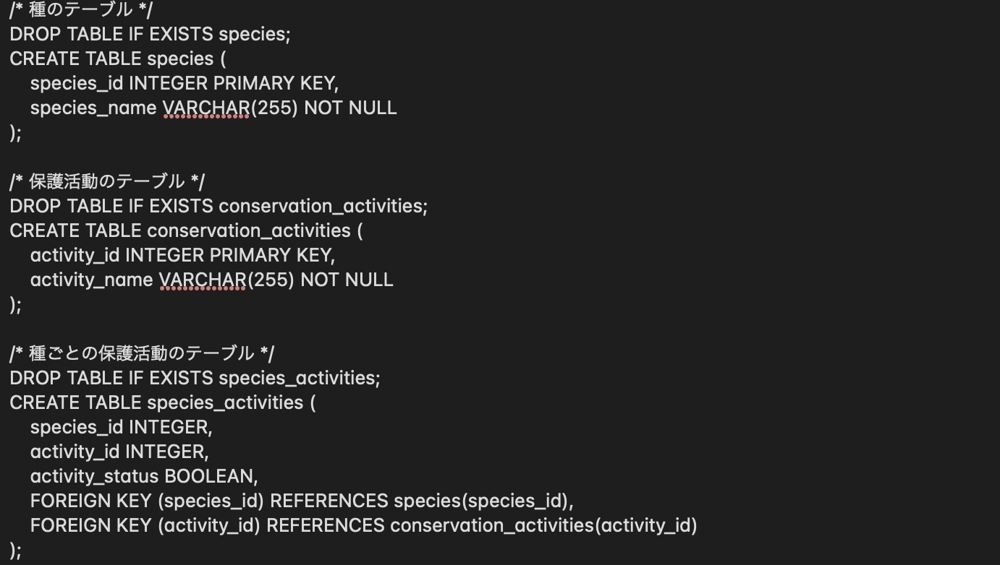 /* 種のテーブル */
DROP TABLE IF EXISTS species;
CREATE TABLE species (
    species_id INTEGER PRIMARY KEY,
    species_name VARCHAR(255) NOT NULL
);

/* 保護活動のテーブル */
DROP TABLE IF EXISTS conservation_activities;
CREATE TABLE conservation_activities (
    activity_id INTEGER PRIMARY KEY,
    activity_name VARCHAR(255) NOT NULL
);

/* 種ごとの保護活動のテーブル */
DROP TABLE IF EXISTS species_activities;
CREATE TABLE species_activities (
    species_id INTEGER,
    activity_id INTEGER,
    activity_status BOOLEAN,
    FOREIGN KEY (species_id) REFERENCES species(species_id),
    FOREIGN KEY (activity_id) REFERENCES conservation_activities(activity_id)
);